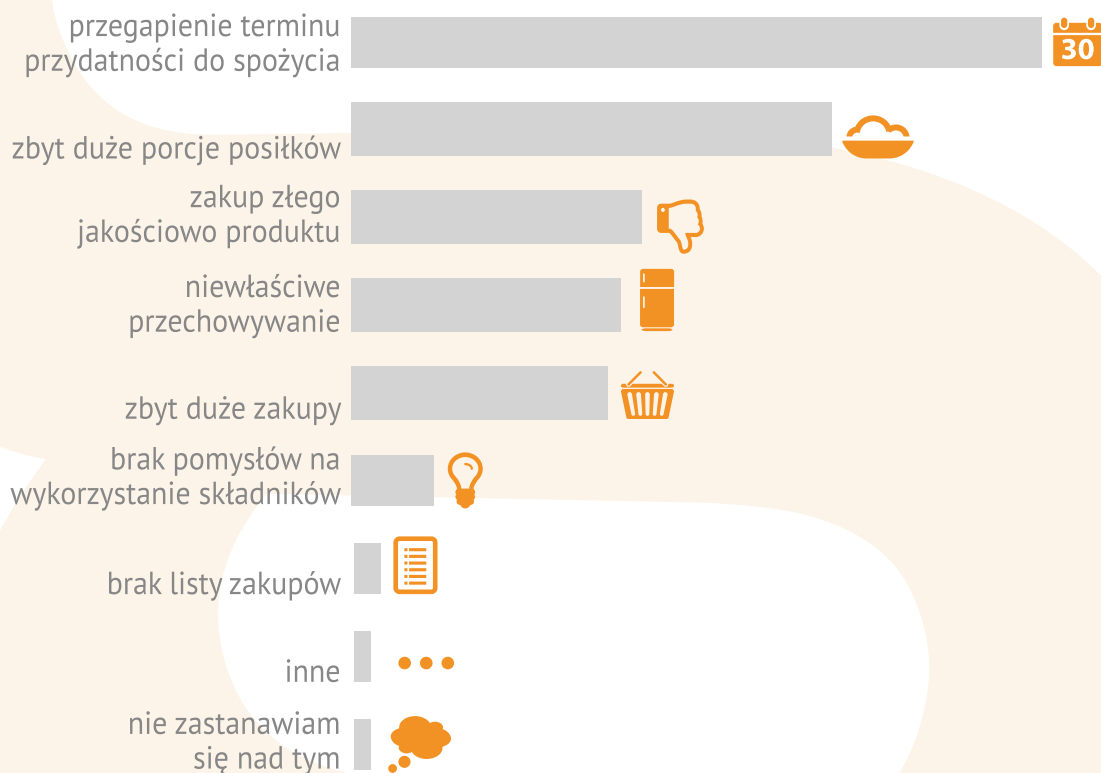 przegapienie terminu
przydatności do spożycia
30
zbyt duże porcje posiłków
zakup złego
jakościowo produktu
niewłaściwe
przechowywanie
zbyt duże zakupy
brak pomysłów na
wykorzystanie składników
brak listy zakupów
inne
nie zastanawiam
się nad tym